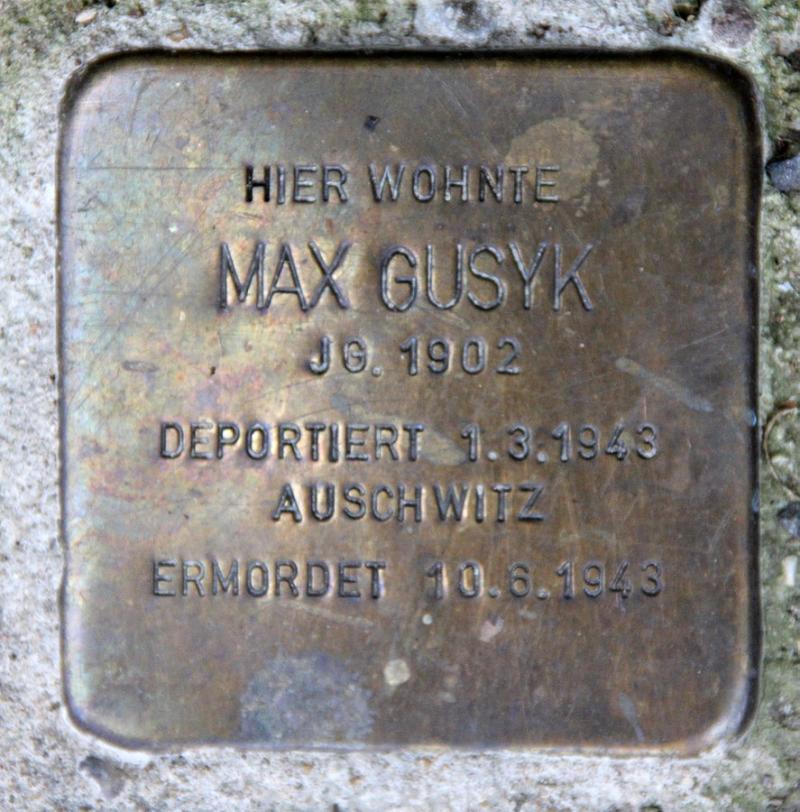 HIER WOHNTE
MAX GUSYK
JG. 1902
DEPORTIERT 1.3.1943
AUSCHWITZ
ERMORDET 10.6.1943